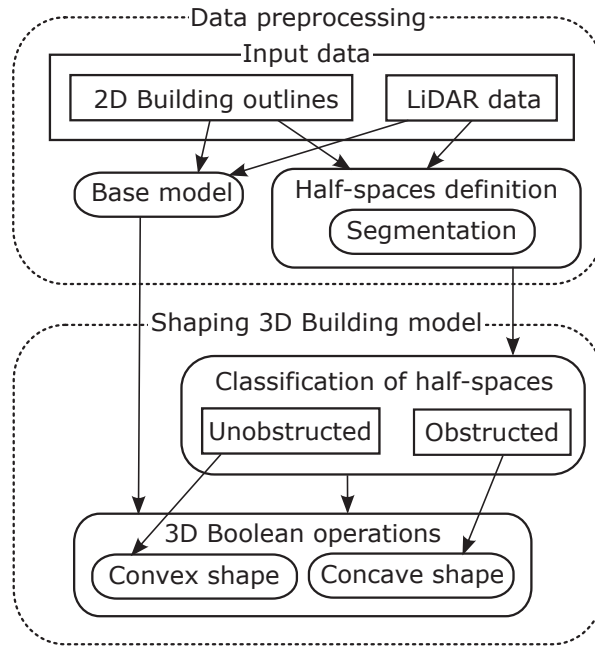 Data preprocessing
Input data
2D Building outlines
LiDAR data
Base model
Half-spaces definition
Segmentation
Shaping 3D Building model
Classification of half-spaces
Unobstructed
Obstructed
3D Boolean operations
Convex shape
Concave shape